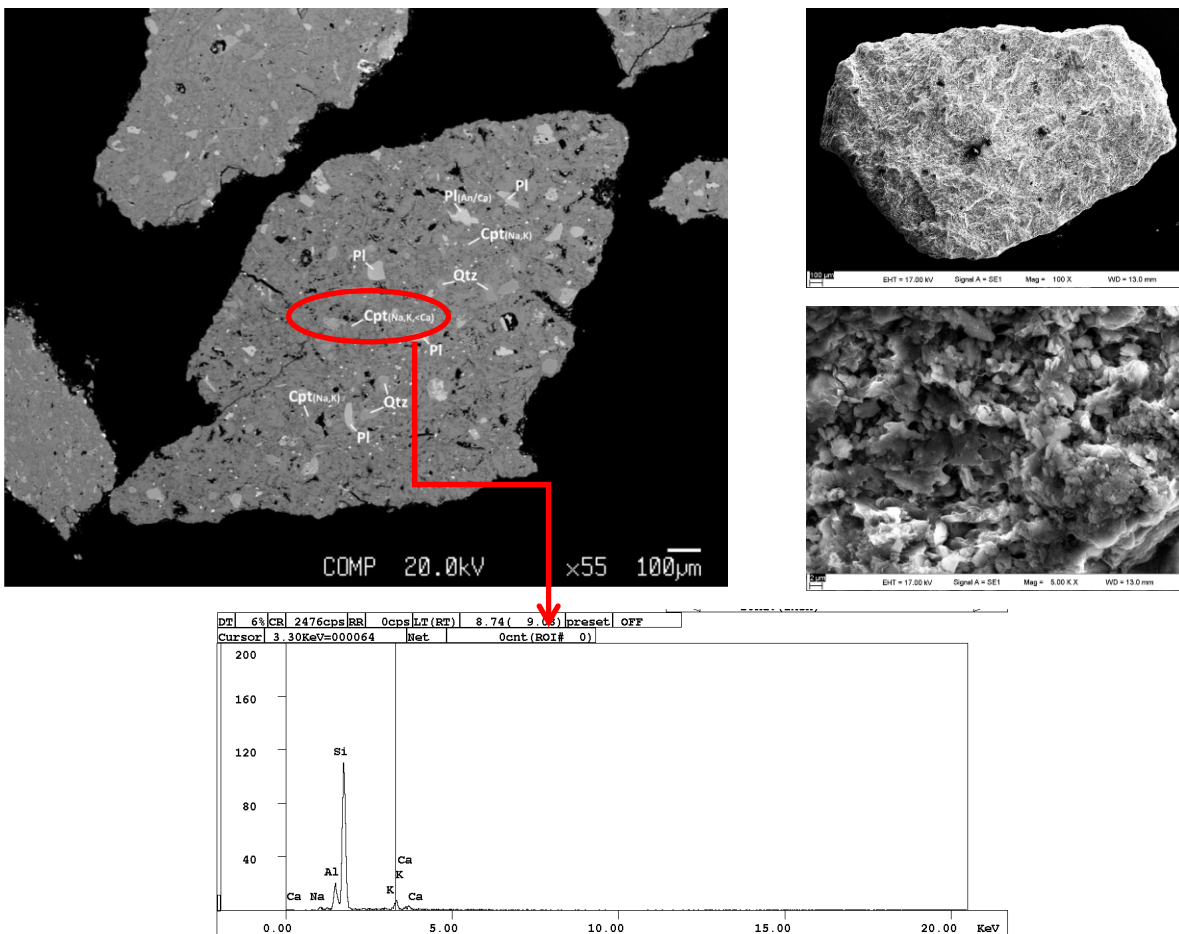 Pl
Pl(An/Ca)
Cpt(Na,K)
Pl
Qtz
Cpt(Na,K,<Ca)
Pl
Cpt(Na,K)
Qtz
Pl
COMP 20.0kV x55 100µm
100 µm EHT = 17.00 kV Signal A = SE1 Mag = 100 X WD = 13.0 mm
2 µm EHT = 17.00 kV Signal A = SE1 Mag = 5.00 K X WD = 13.0 mm
DT 6% CR 2476cps RR 0cps LT(RT) 8.74( preset OFF
Cursor 3.30KeV=000064 Net 0cnt(ROI# 0)
200
160
120
Si
80
40
Ca
Al K
K
Ca Na Ca
0.00 5.00 10.00 15.00 20.00 KeV